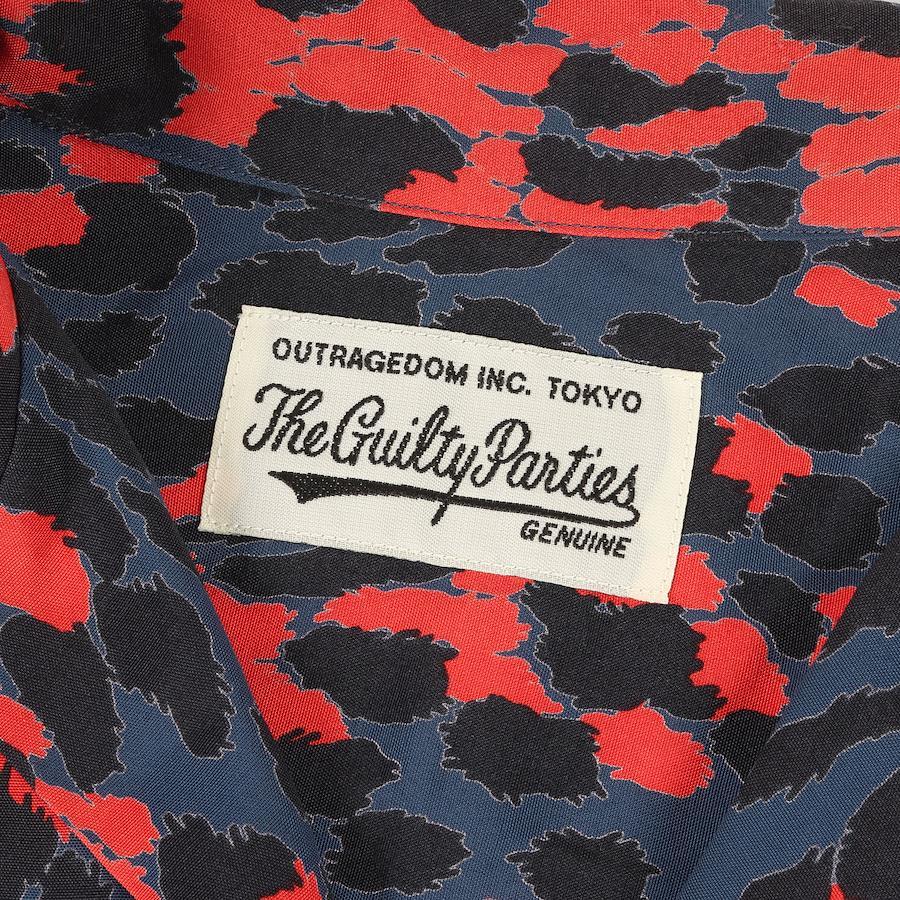 OUTRAGEDOM INC. TOKYO
The Guilty Parties
GENUINE